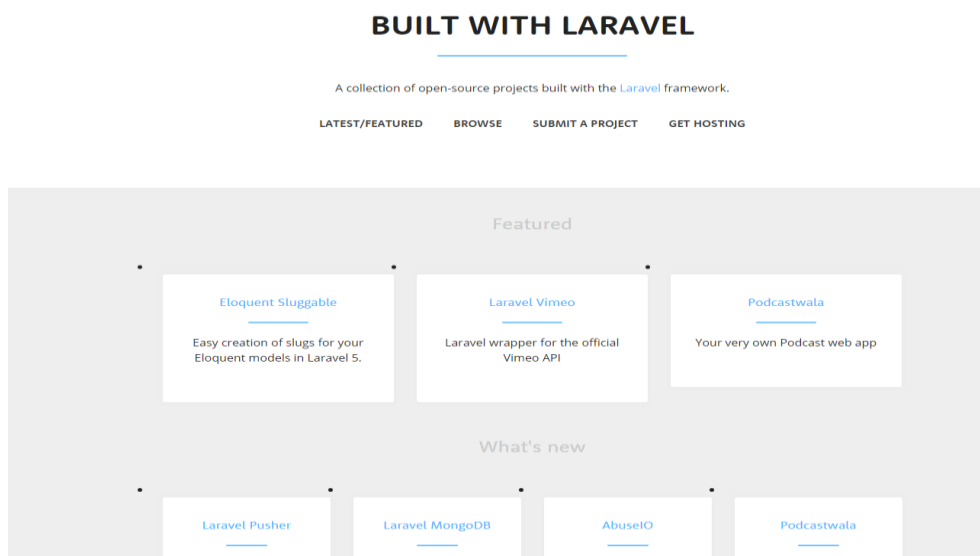 BUILT WITH LARAVEL
A collection of open-source projects built with the Laravel framework.
LATEST/FEATURED BROWSE SUBMIT A PROJECT GET HOSTING
Featured
Eloquent Sluggable
Easy creation of slugs for your
Eloquent models in Laravel 5.
Laravel Vimeo
Laravel wrapper for the official
Vimeo API
Podcastwala
Your very own Podcast web app
What's new
Laravel Pusher
Laravel MongoDB
AbuseIO
Podcastwala